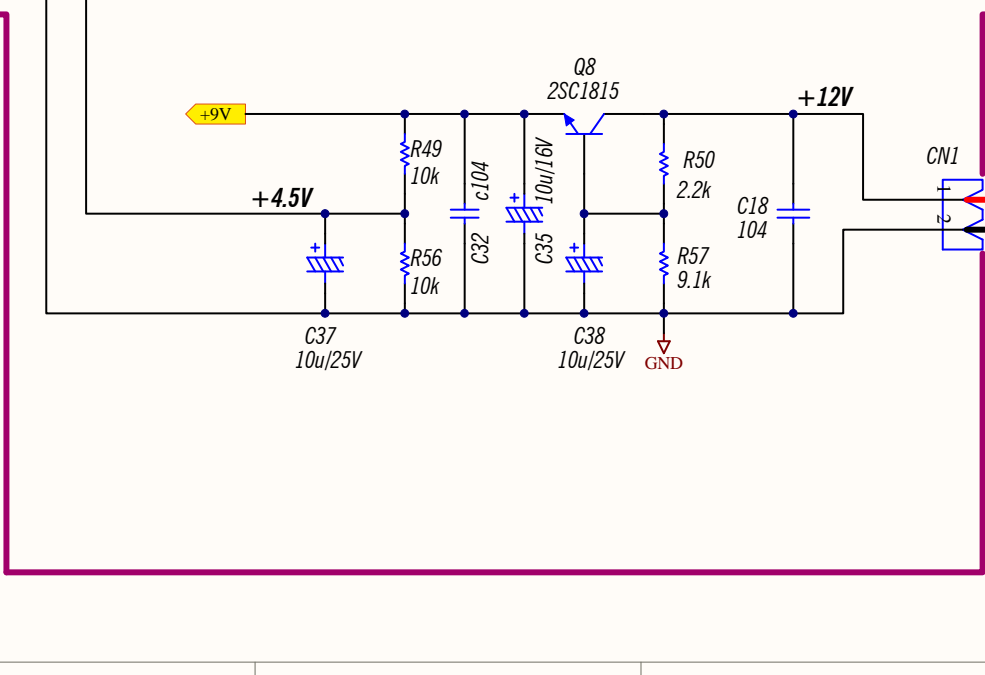 Q8
2SC1815
+12V
+9V
R49
10k
c104
C32
10u/16V
C35
R50
2.2k
CN1
1
2
+4.5V
C18
104
R56
10k
R57
9.1k
C37
10u/25V
C38
10u/25V
GND